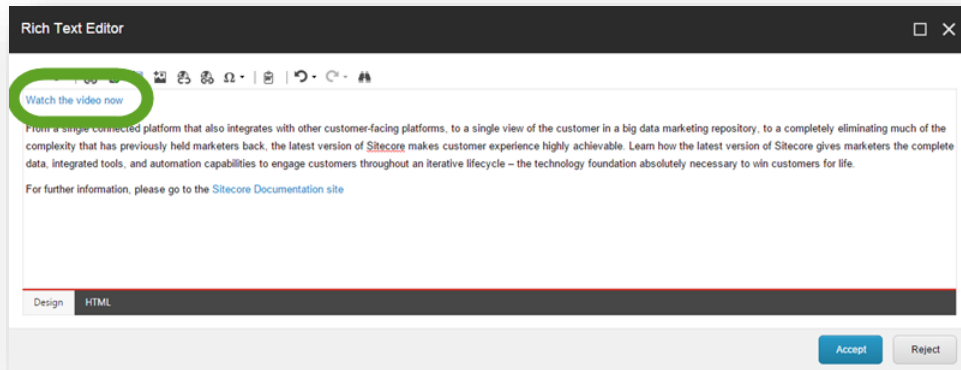 Rich Text Editor
Ω
Watch the video now
From a single connected platform that also integrates with other customer-facing platforms, to a single view of the customer in a big data marketing repository, to a completely eliminating much of the
complexity that has previously held marketers back, the latest version of Sitecore makes customer experience highly achievable. Learn how the latest version of Sitecore gives marketers the complete
data, integrated tools, and automation capabilities to engage customers throughout an iterative lifecycle – the technology foundation absolutely necessary to win customers for life.
For further information, please go to the Sitecore Documentation site
Design HTML
Accept Reject